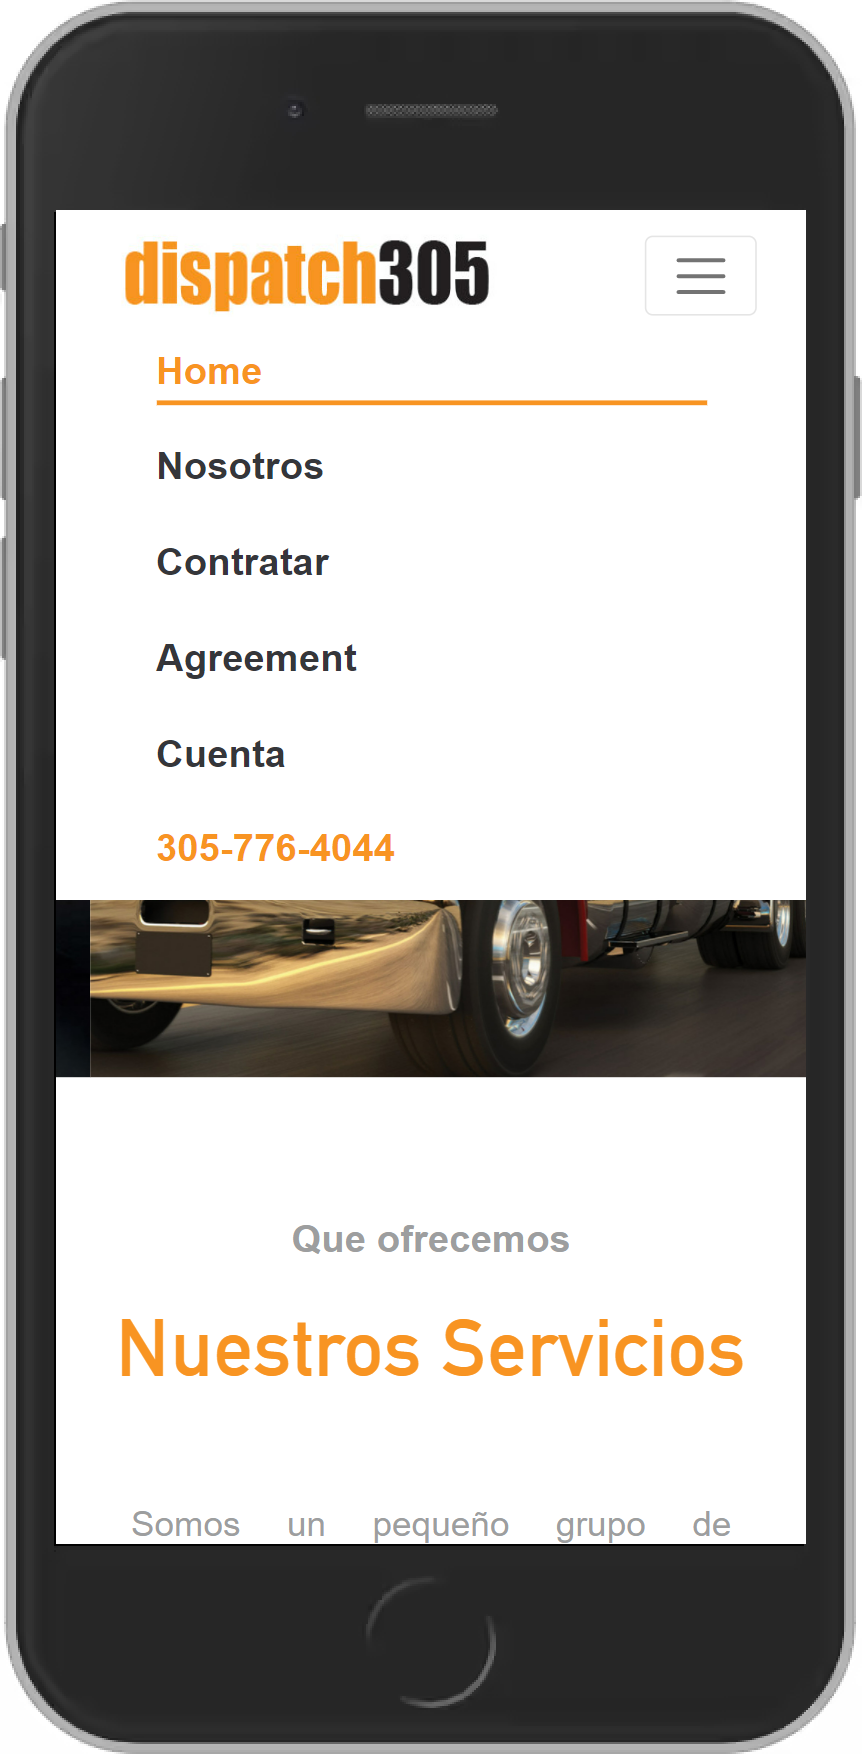 dispatch305
Home
Nosotros
Contratar
Agreement
Cuenta
305-776-4044
Que ofrecemos
Nuestros Servicios
Somos un pequeño grupo de